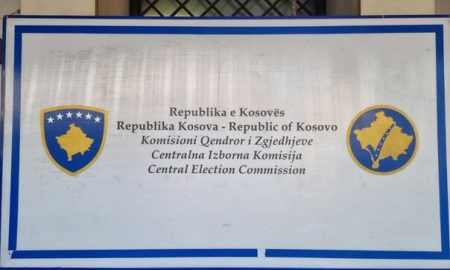 Republika e Kosovës
Republika Kosova - Republic of Kosovo
Komisioni Qendror i Zgjedhjeve
Centralna Izborna Komisija
Central Election Commission